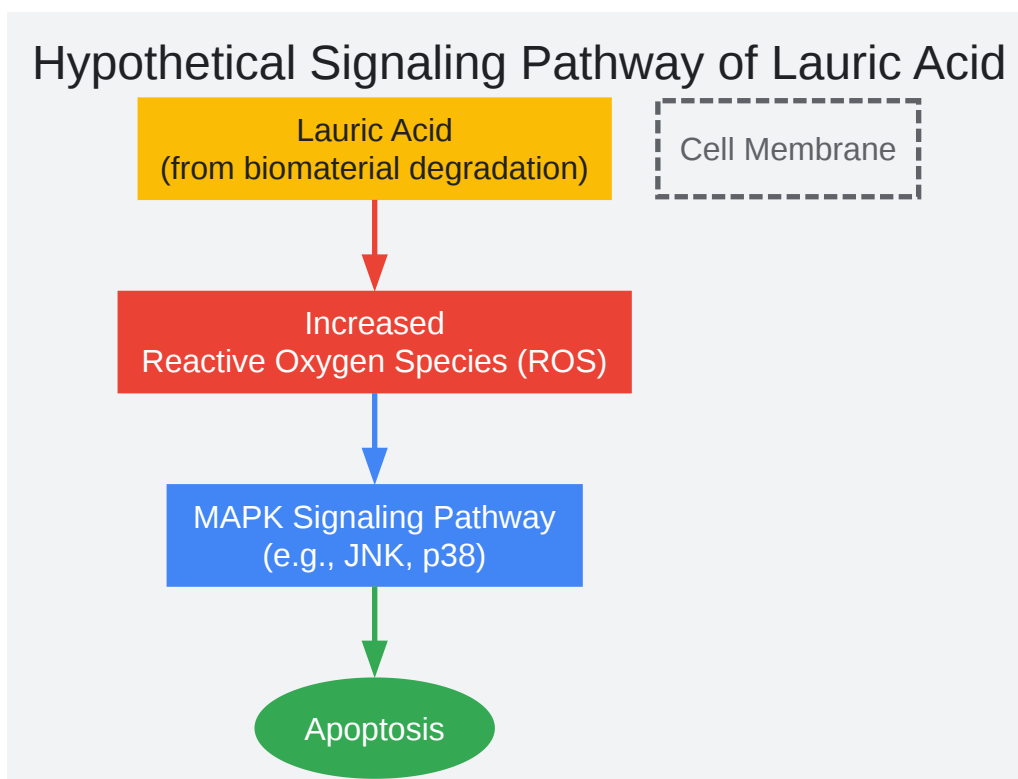 Hypothetical Signaling Pathway of Lauric Acid
Lauric Acid
(from biomaterial degradation)
Cell Membrane
Increased
Reactive Oxygen Species (ROS)
MAPK Signaling Pathway
(e.g., JNK, p38)
Apoptosis